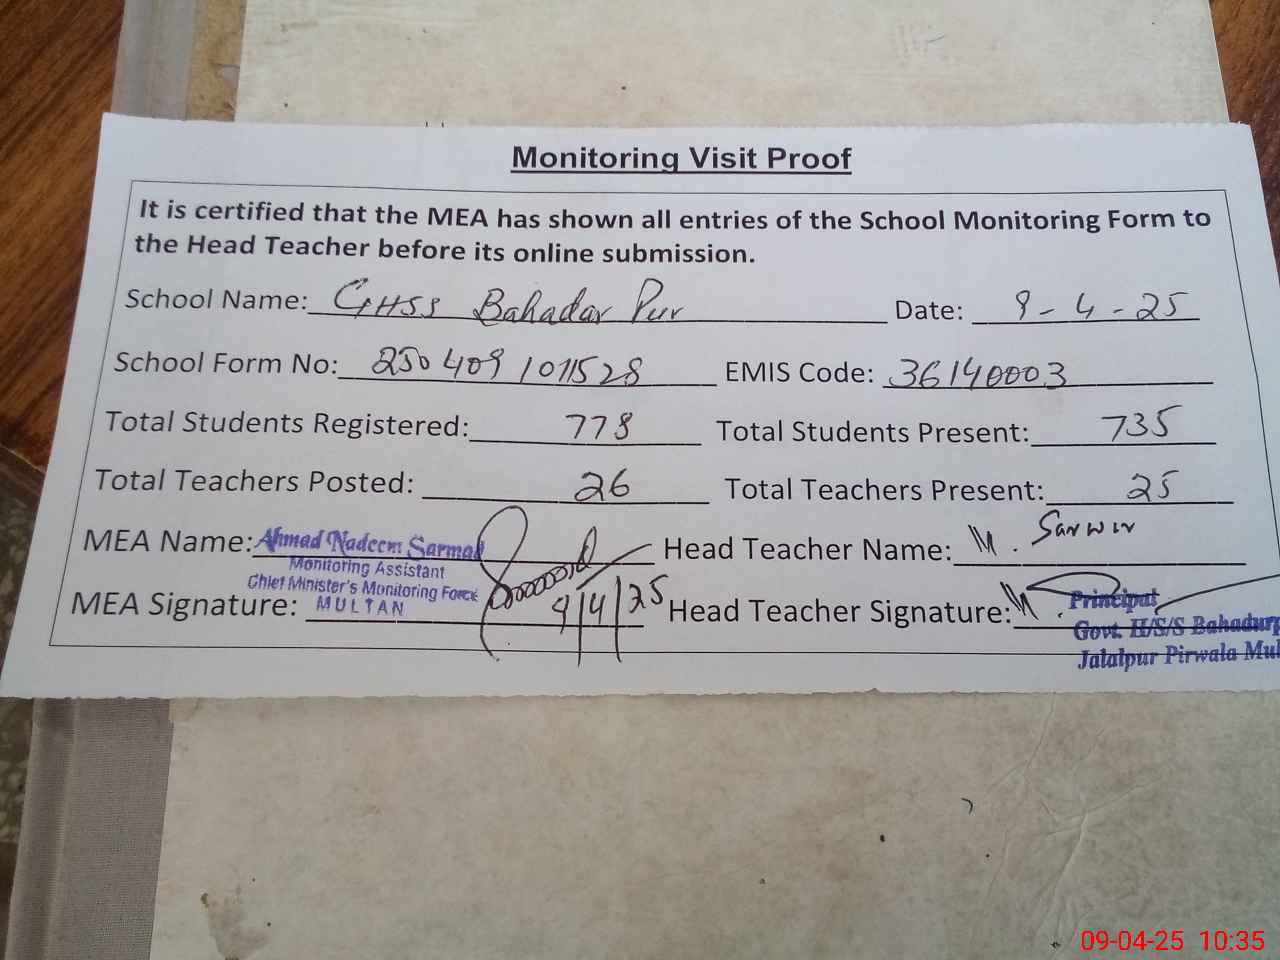 Monitoring Visit Proof
It is certified that the MEA has shown all entries of the School Monitoring Form to
the Head Teacher before its online submission.
School Name: GHSS Bahadar Pur Date: 9-4-25
School Form No: 250409101528 EMIS Code: 36140003
Total Students Registered: 778 Total Students Present: 735
Total Teachers Posted: 26 Total Teachers Present: 25
MEA Name: Ahmad Nadeem Sarmad Head Teacher Name: M. Sarwar
Monitoring Assistant
Chief Minister's Monitoring Force
MULTAN
MEA Signature: 9/4/25 Head Teacher Signature: M.
Principal
Govt. H/S/S Bahadurp
Jalalpur Pirwala Mul
09-04-25 10:35